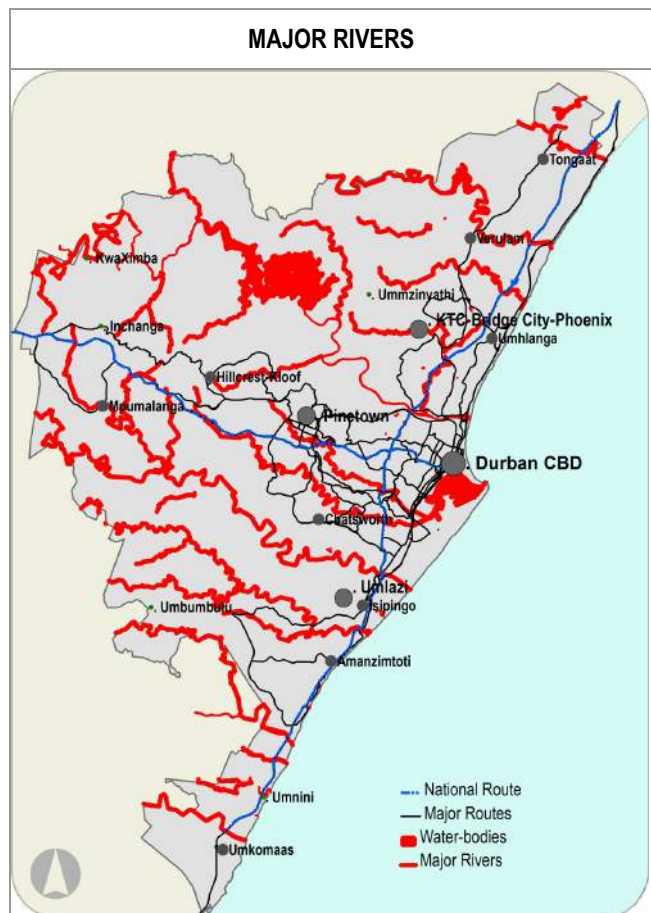 MAJOR RIVERS
Tongaat
Verulam
KwaXimba
Ummzinyathi
KTC-Bridge City-Phoenix
Inchanga
Umhlanga
Hillcrest-Kloof
Mpumalanga
Pinetown
Durban CBD
Chatsworth
Umlazi
Isipingo
Umbumbulu
Amanzimtoti
National Route
Major Routes
Umnini
Water-bodies
Major Rivers
Umkomaas